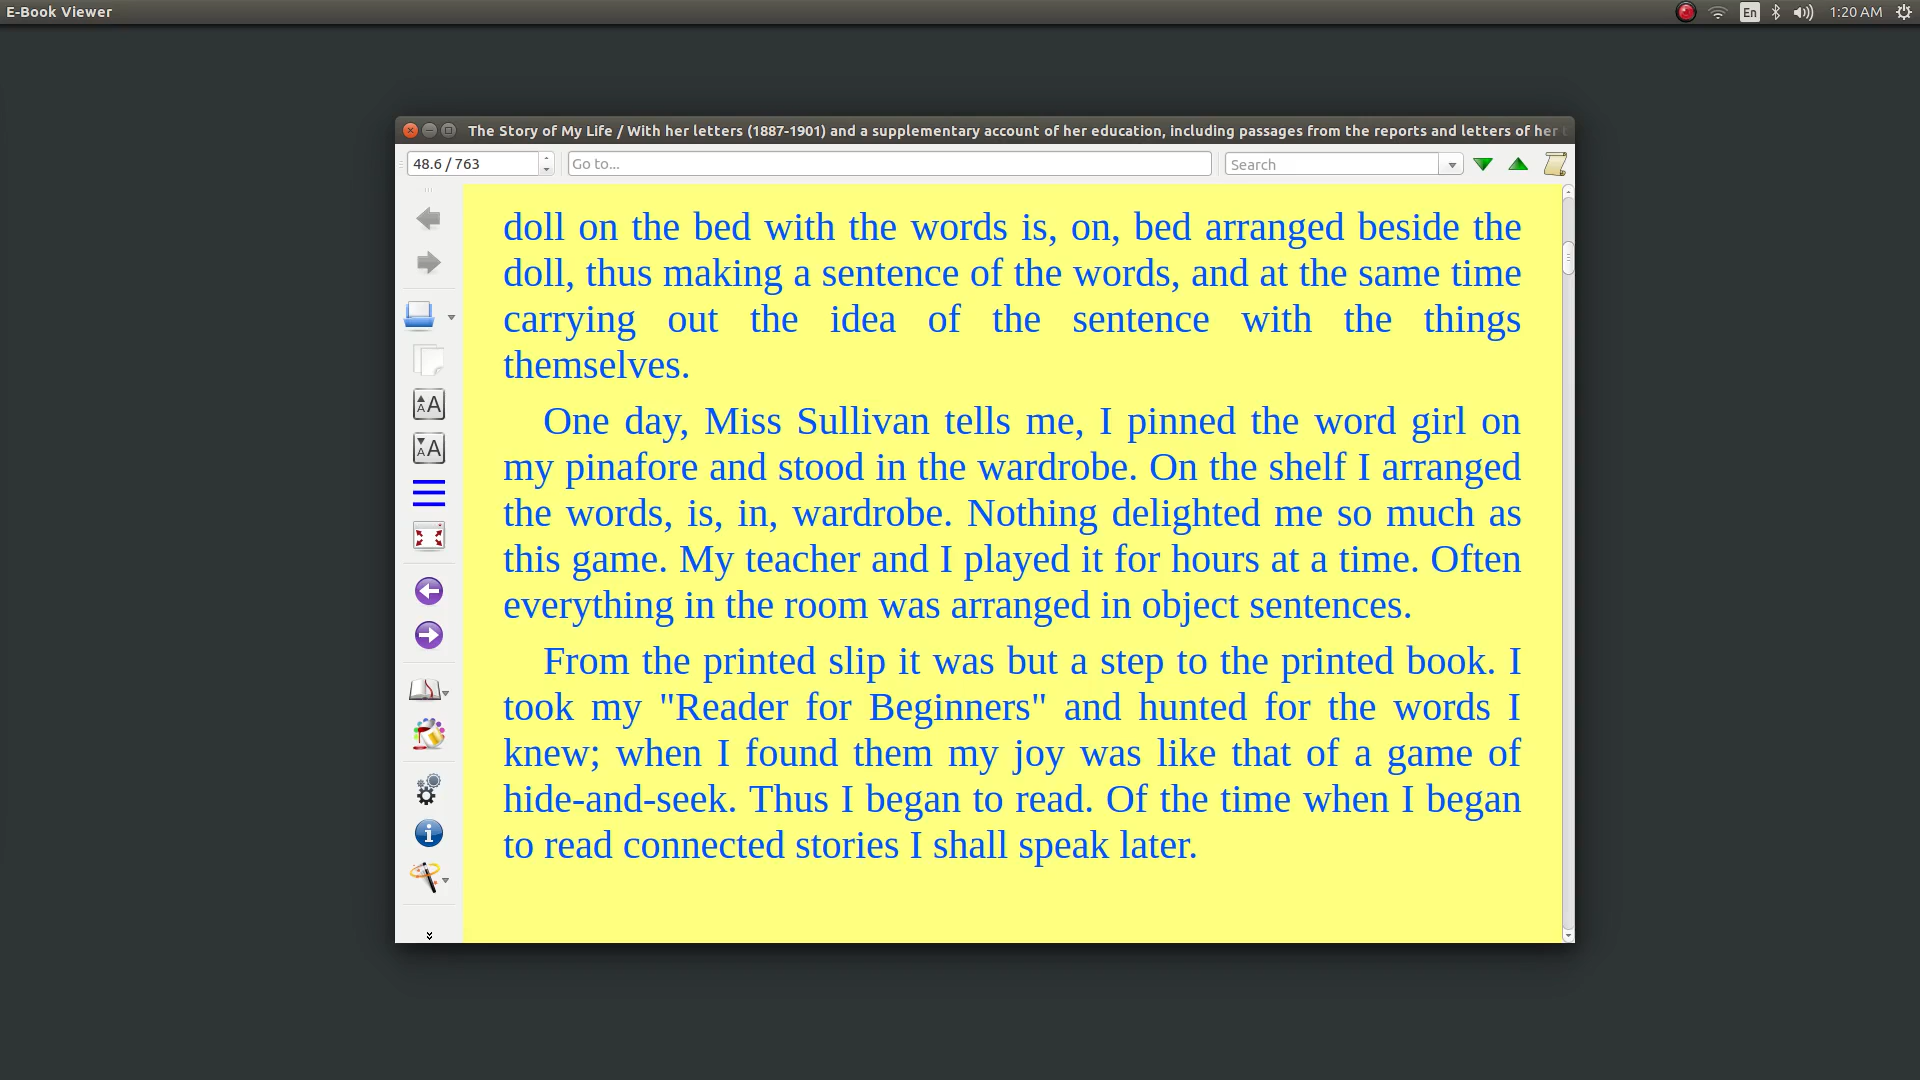 E-Book Viewer
En
1:20 AM
The Story of My Life / With her letters (1887-1901) and a supplementary account of her education, including passages from the reports and letters of her t
48.6 / 763
Go to...
Search
doll on the bed with the words is, on, bed arranged beside the
doll, thus making a sentence of the words, and at the same time
carrying out the idea of the sentence with the things
themselves.
One day, Miss Sullivan tells me, I pinned the word girl on
my pinafore and stood in the wardrobe. On the shelf I arranged
the words, is, in, wardrobe. Nothing delighted me so much as
this game. My teacher and I played it for hours at a time. Often
everything in the room was arranged in object sentences.
From the printed slip it was but a step to the printed book. I
took my "Reader for Beginners" and hunted for the words I
knew; when I found them my joy was like that of a game of
hide-and-seek. Thus I began to read. Of the time when I began
to read connected stories I shall speak later.